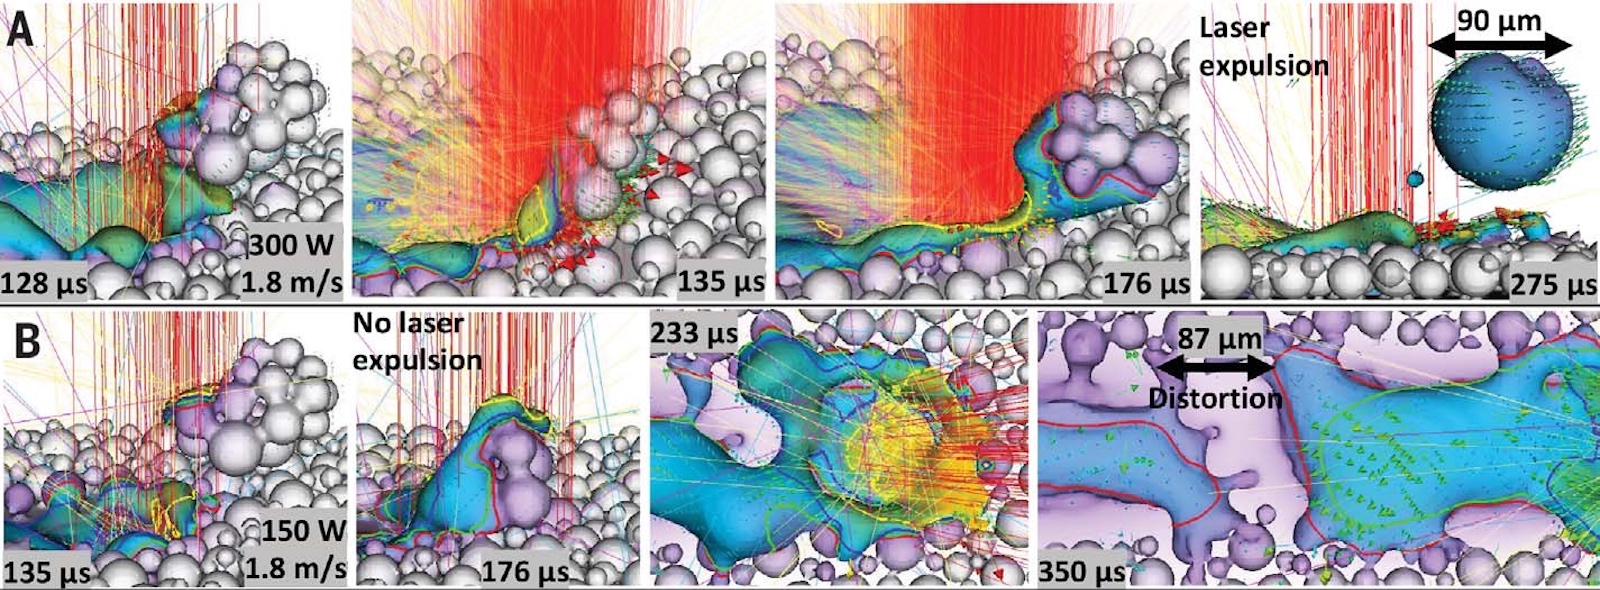 A
300 W
1.8 m/s
128 µs
135 µs
176 µs
Laser
expulsion
90 µm
275 µs
B
150 W
1.8 m/s
135 µs
No laser
expulsion
176 µs
233 µs
87 µm
Distortion
350 µs